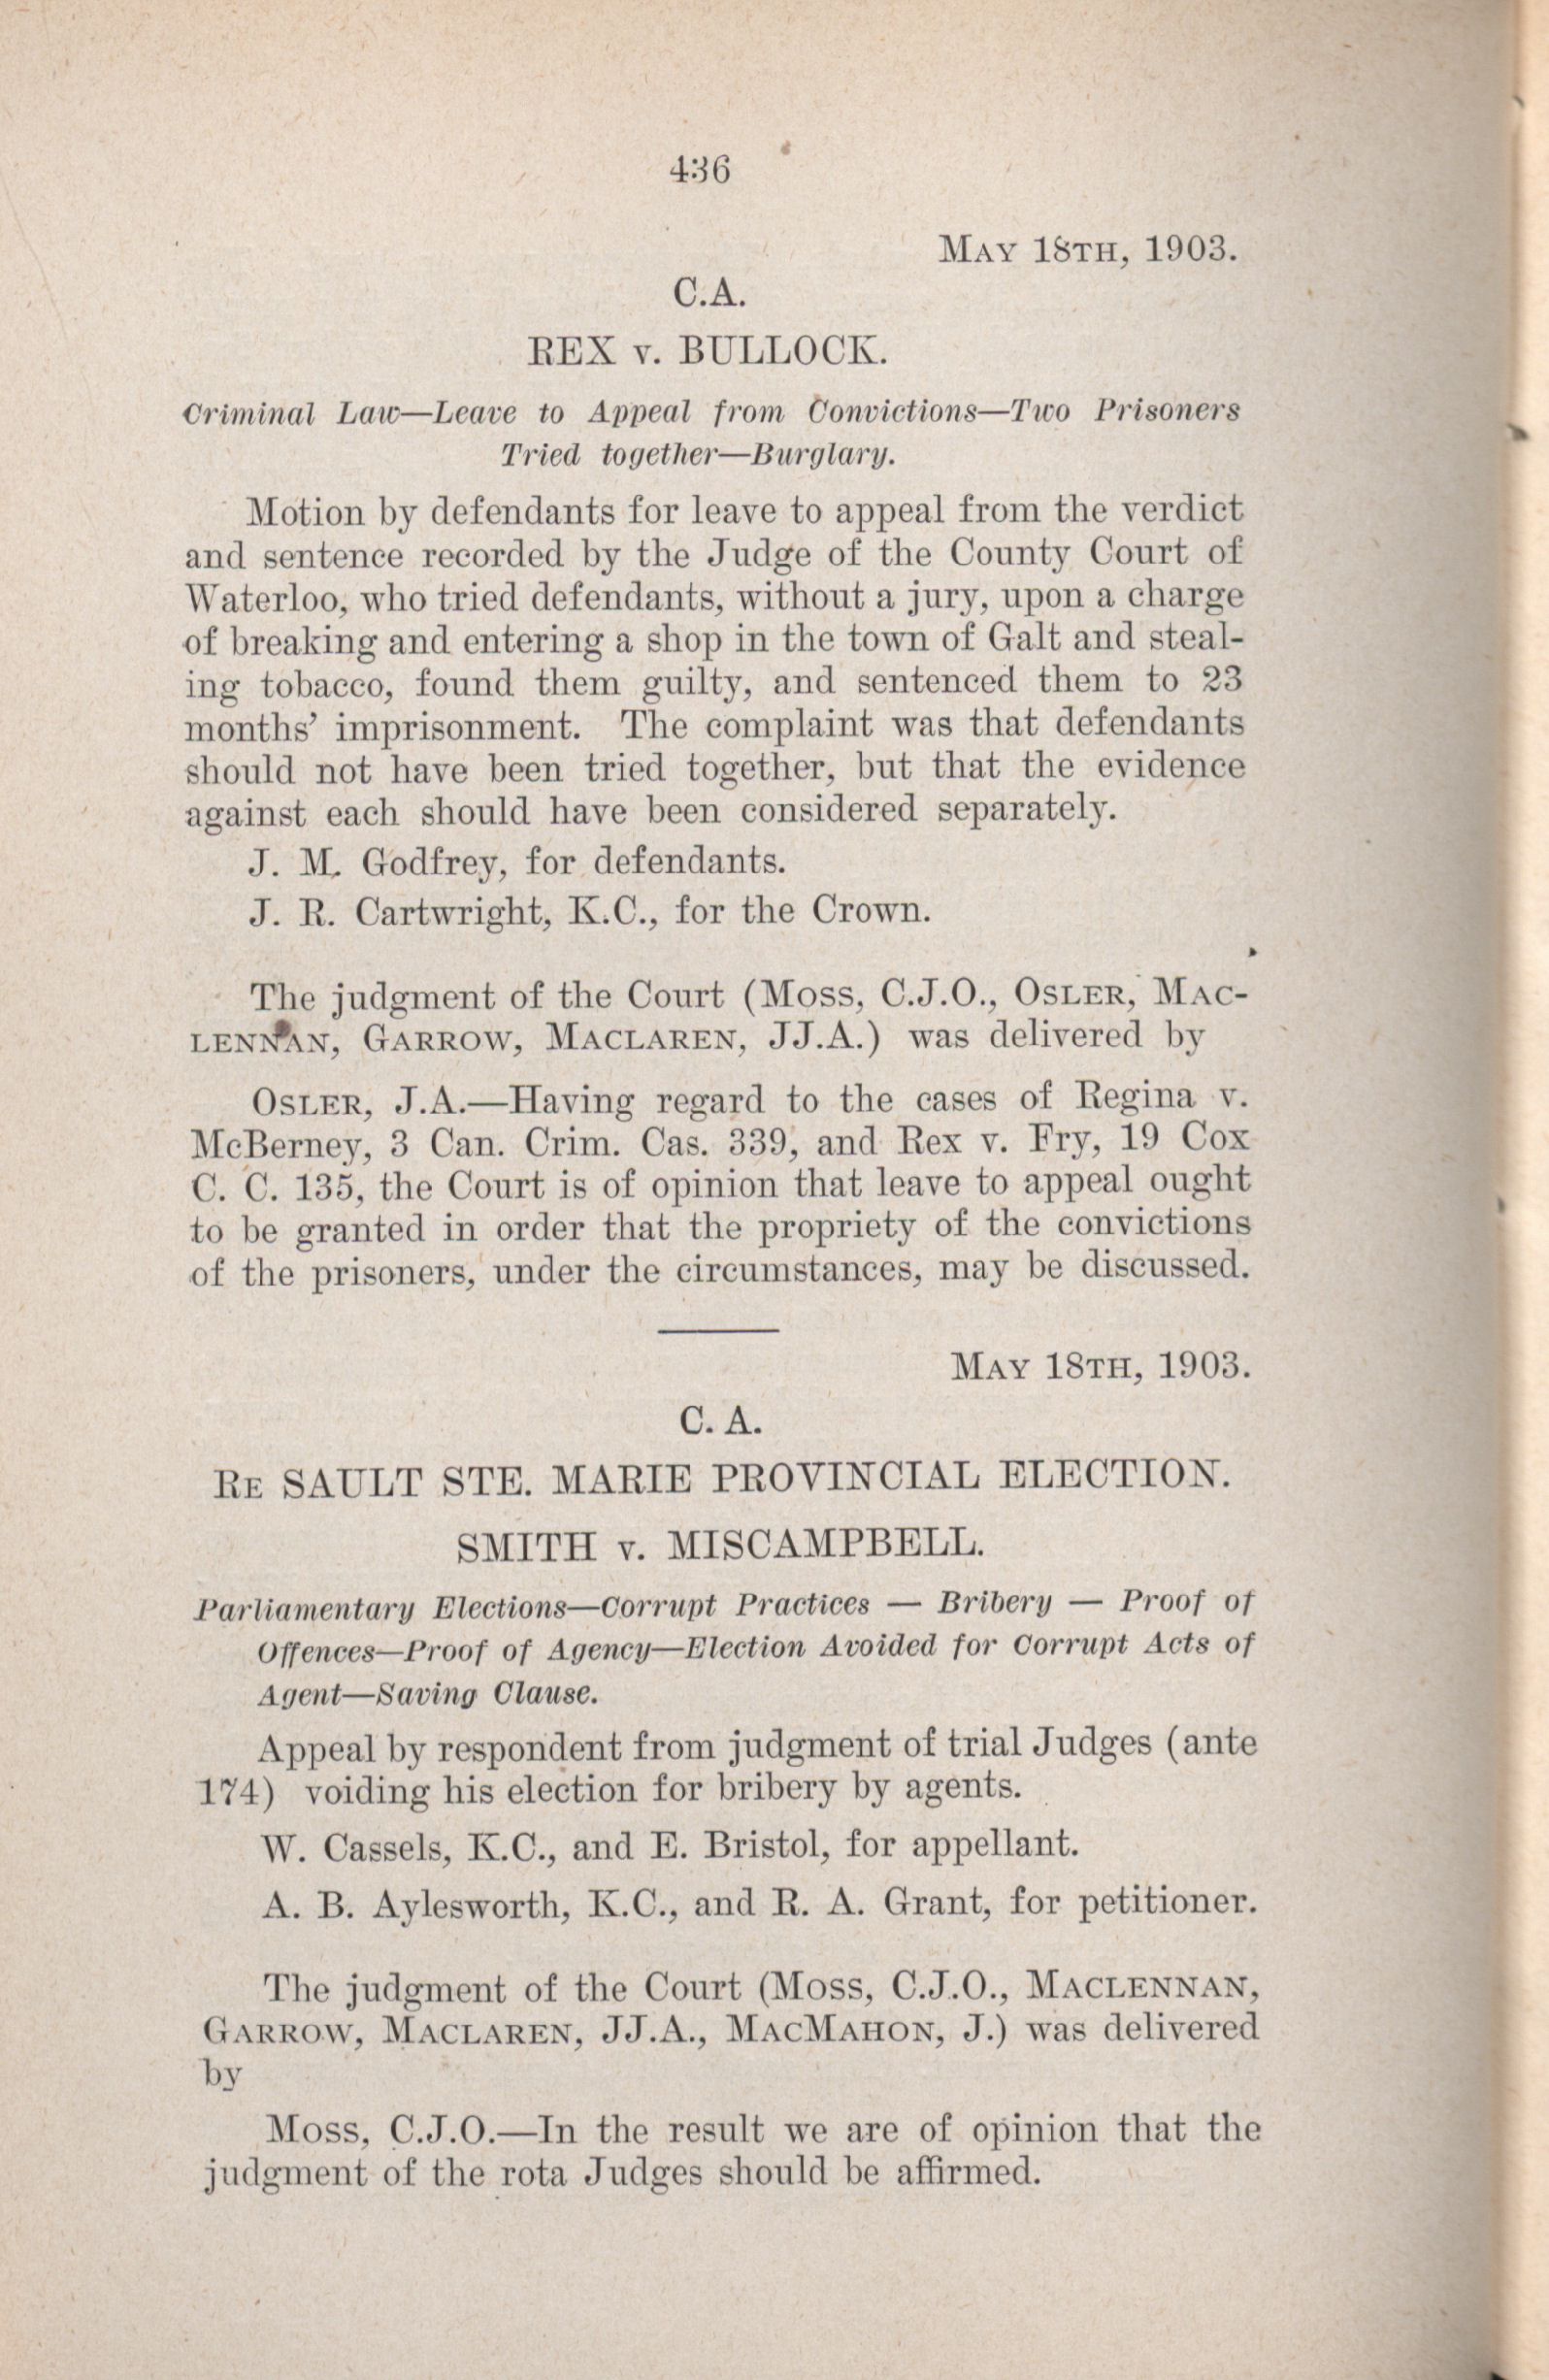 436
MAY 18TH, 1903.
C.A.
REX v. BULLOCK.
Criminal Law—Leave to Appeal from Convictions—Two Prisoners
Tried together—Burglary.
Motion by defendants for leave to appeal from the verdict
and sentence recorded by the Judge of the County Court of
Waterloo, who tried defendants, without a jury, upon a charge
of breaking and entering a shop in the town of Galt and steal-
ing tobacco, found them guilty, and sentenced them to 23
months' imprisonment. The complaint was that defendants
should not have been tried together, but that the evidence
against each should have been considered separately.
J. M. Godfrey, for defendants.
J. R. Cartwright, K.C., for the Crown.
The judgment of the Court (MOSS, C.J.O., OSLER, MAC-
LENNAN, GARROW, MACLAREN, JJ.A.) was delivered by
OSLER, J.A.—Having regard to the cases of Regina v.
McBerney, 3 Can. Crim. Cas. 339, and Rex v. Fry, 19 Cox
C. C. 135, the Court is of opinion that leave to appeal ought
to be granted in order that the propriety of the convictions
of the prisoners, under the circumstances, may be discussed.
MAY 18TH, 1903.
C. A.
RE SAULT STE. MARIE PROVINCIAL ELECTION.
SMITH v. MISCAMPBELL.
Parliamentary Elections—Corrupt Practices — Bribery — Proof of
Offences—Proof of Agency—Election Avoided for Corrupt Acts of
Agent—Saving Clause.
Appeal by respondent from judgment of trial Judges (ante
174) voiding his election for bribery by agents.
W. Cassels, K.C., and E. Bristol, for appellant.
A. B. Aylesworth, K.C., and R. A. Grant, for petitioner.
The judgment of the Court (MOSS, C.J.O., MACLENNAN,
GARROW, MACLAREN, JJ.A., MACMAHON, J.) was delivered
by
MOSS, C.J.O.—In the result we are of opinion that the
judgment of the rota Judges should be affirmed.